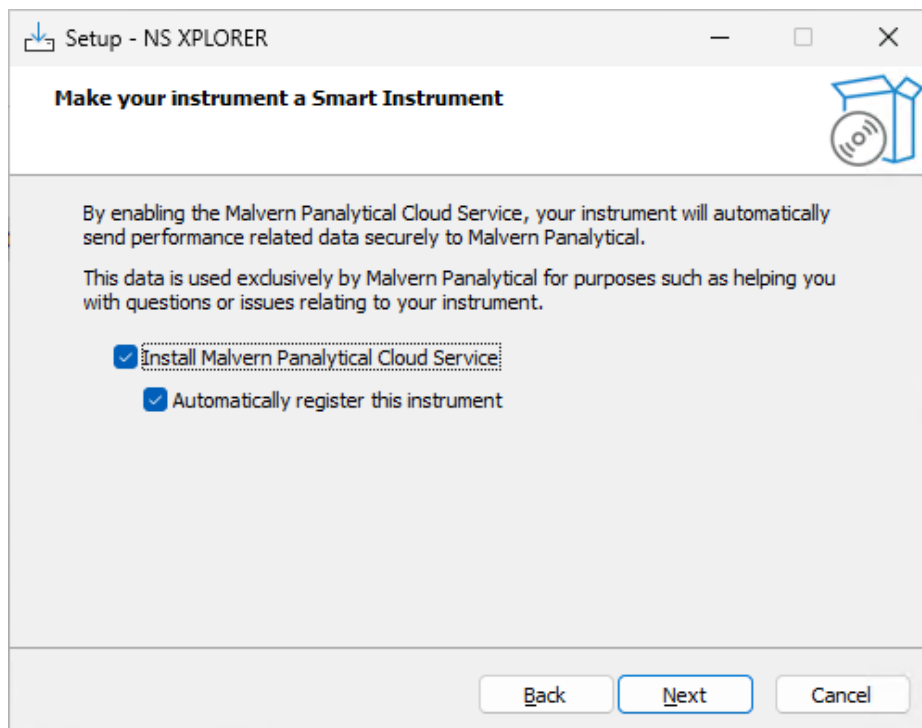 Setup - NS XPLORER
Make your instrument a Smart Instrument
By enabling the Malvern Panalytical Cloud Service, your instrument will automatically
send performance related data securely to Malvern Panalytical.
This data is used exclusively by Malvern Panalytical for purposes such as helping you
with questions or issues relating to your instrument.
Install Malvern Panalytical Cloud Service
Automatically register this instrument
Back Next Cancel